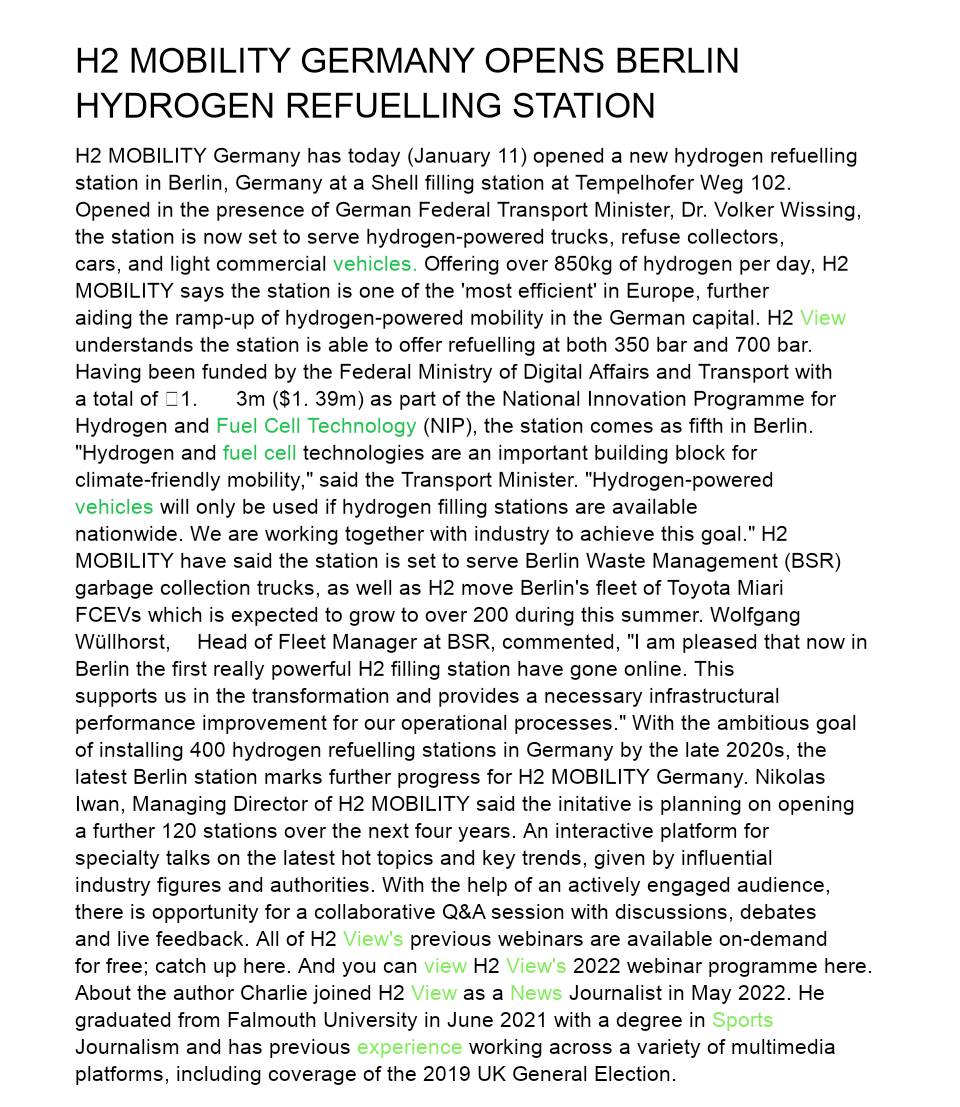 H2 MOBILITY GERMANY OPENS BERLIN
HYDROGEN REFUELLING STATION
H2 MOBILITY Germany has today (January 11) opened a new hydrogen refuelling
station in Berlin, Germany at a Shell filling station at Tempelhofer Weg 102.
Opened in the presence of German Federal Transport Minister, Dr. Volker Wissing,
the station is now set to serve hydrogen-powered trucks, refuse collectors,
cars, and light commercial vehicles. Offering over 850kg of hydrogen per day, H2
MOBILITY says the station is one of the 'most efficient' in Europe, further
aiding the ramp-up of hydrogen-powered mobility in the German capital. H2 View
understands the station is able to offer refuelling at both 350 bar and 700 bar.
Having been funded by the Federal Ministry of Digital Affairs and Transport with
a total of □1. 3m ($1. 39m) as part of the National Innovation Programme for
Hydrogen and Fuel Cell Technology (NIP), the station comes as fifth in Berlin.
"Hydrogen and fuel cell technologies are an important building block for
climate-friendly mobility," said the Transport Minister. "Hydrogen-powered
vehicles will only be used if hydrogen filling stations are available
nationwide. We are working together with industry to achieve this goal." H2
MOBILITY have said the station is set to serve Berlin Waste Management (BSR)
garbage collection trucks, as well as H2 move Berlin's fleet of Toyota Miari
FCEVs which is expected to grow to over 200 during this summer. Wolfgang
Wüllhorst, Head of Fleet Manager at BSR, commented, "I am pleased that now in
Berlin the first really powerful H2 filling station have gone online. This
supports us in the transformation and provides a necessary infrastructural
performance improvement for our operational processes." With the ambitious goal
of installing 400 hydrogen refuelling stations in Germany by the late 2020s, the
latest Berlin station marks further progress for H2 MOBILITY Germany. Nikolas
Iwan, Managing Director of H2 MOBILITY said the initative is planning on opening
a further 120 stations over the next four years. An interactive platform for
specialty talks on the latest hot topics and key trends, given by influential
industry figures and authorities. With the help of an actively engaged audience,
there is opportunity for a collaborative Q&A session with discussions, debates
and live feedback. All of H2 View's previous webinars are available on-demand
for free; catch up here. And you can view H2 View's 2022 webinar programme here.
About the author Charlie joined H2 View as a News Journalist in May 2022. He
graduated from Falmouth University in June 2021 with a degree in Sports
Journalism and has previous experience working across a variety of multimedia
platforms, including coverage of the 2019 UK General Election.